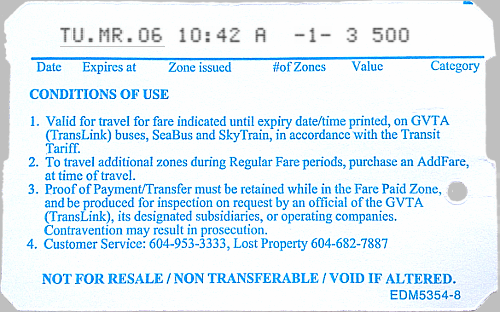 TU.MR.06 10:42 A -1- 3 500
Date Expires at Zone issued #of Zones Value Category
CONDITIONS OF USE
1. Valid for travel for fare indicated until expiry date/time printed, on GVTA
(TransLink) buses, SeaBus and SkyTrain, in accordance with the Transit
Tariff.
2. To travel additional zones during Regular Fare periods, purchase an AddFare,
at time of travel.
3. Proof of Payment/Transfer must be retained while in the Fare Paid Zone,
and be produced for inspection on request by an official of the GVTA
(TransLink), its designated subsidiaries, or operating companies.
Contravention may result in prosecution.
4. Customer Service: 604-953-3333, Lost Property 604-682-7887
NOT FOR RESALE / NON TRANSFERABLE / VOID IF ALTERED.
EDM5354-8